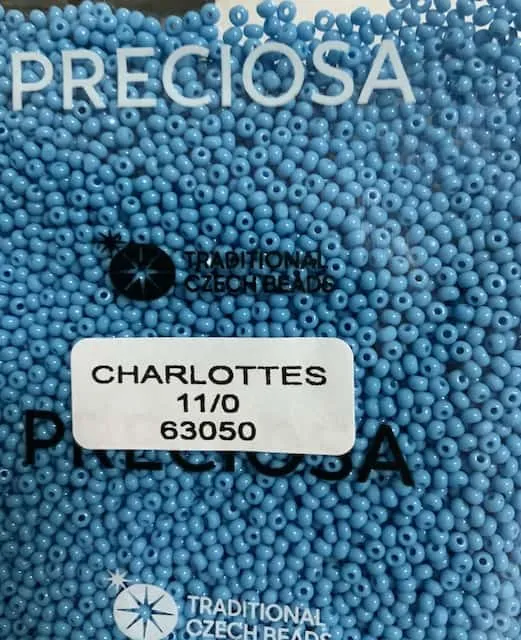 PRECIOSA
TRADITIONAL
CZECH BEADS
CHARLOTTES
11/0
63050
PRECIOSA
TRADITIONAL
CZECH BEADS